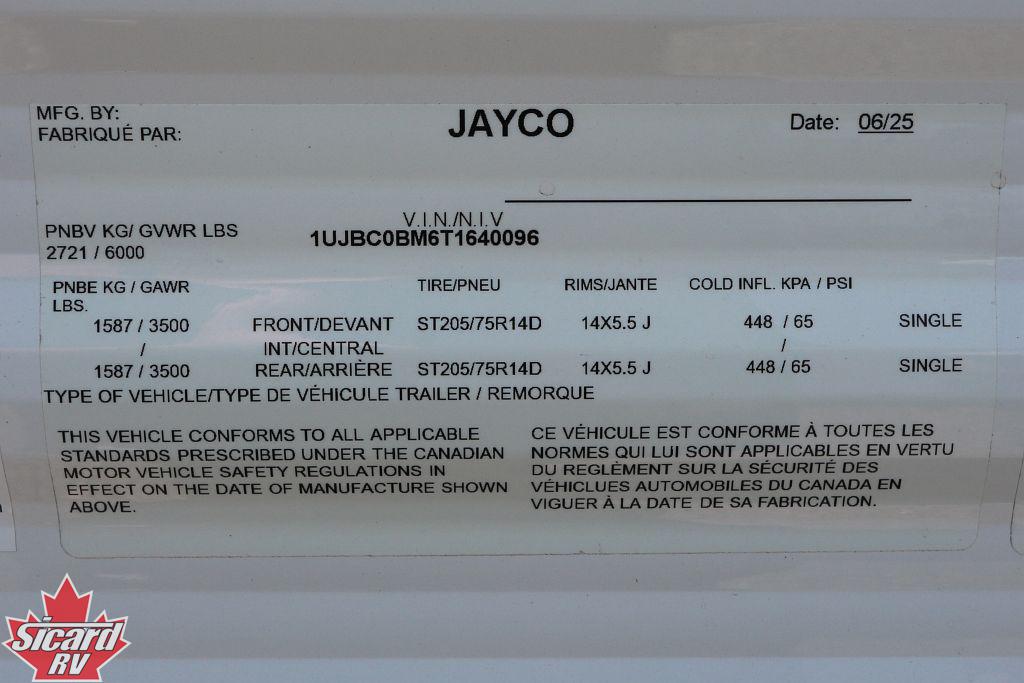 MFG. BY:
FABRIQUÉ PAR:
JAYCO
Date: 06/25
V.I.N./N.I.V
PNBV KG/ GVWR LBS
2721 / 6000
1UJBC0BM6T1640096
PNBE KG / GAWR
LBS.
TIRE/PNEU RIMS/JANTE COLD INFL. KPA / PSI
1587 / 3500 FRONT/DEVANT ST205/75R14D 14X5.5 J 448 / 65 SINGLE
/ INT/CENTRAL /
1587 / 3500 REAR/ARRIÈRE ST205/75R14D 14X5.5 J 448 / 65 SINGLE
TYPE OF VEHICLE/TYPE DE VÉHICULE TRAILER / REMORQUE
THIS VEHICLE CONFORMS TO ALL APPLICABLE
STANDARDS PRESCRIBED UNDER THE CANADIAN
MOTOR VEHICLE SAFETY REGULATIONS IN
EFFECT ON THE DATE OF MANUFACTURE SHOWN
ABOVE.
CE VÉHICULE EST CONFORME À TOUTES LES
NORMES QUI LUI SONT APPLICABLES EN VERTU
DU REGLÈMENT SUR LA SÉCURITÉ DES
VÉHICLUES AUTOMOBILES DU CANADA EN
VIGUER À LA DATE DE SA FABRICATION.
Sicard
RV